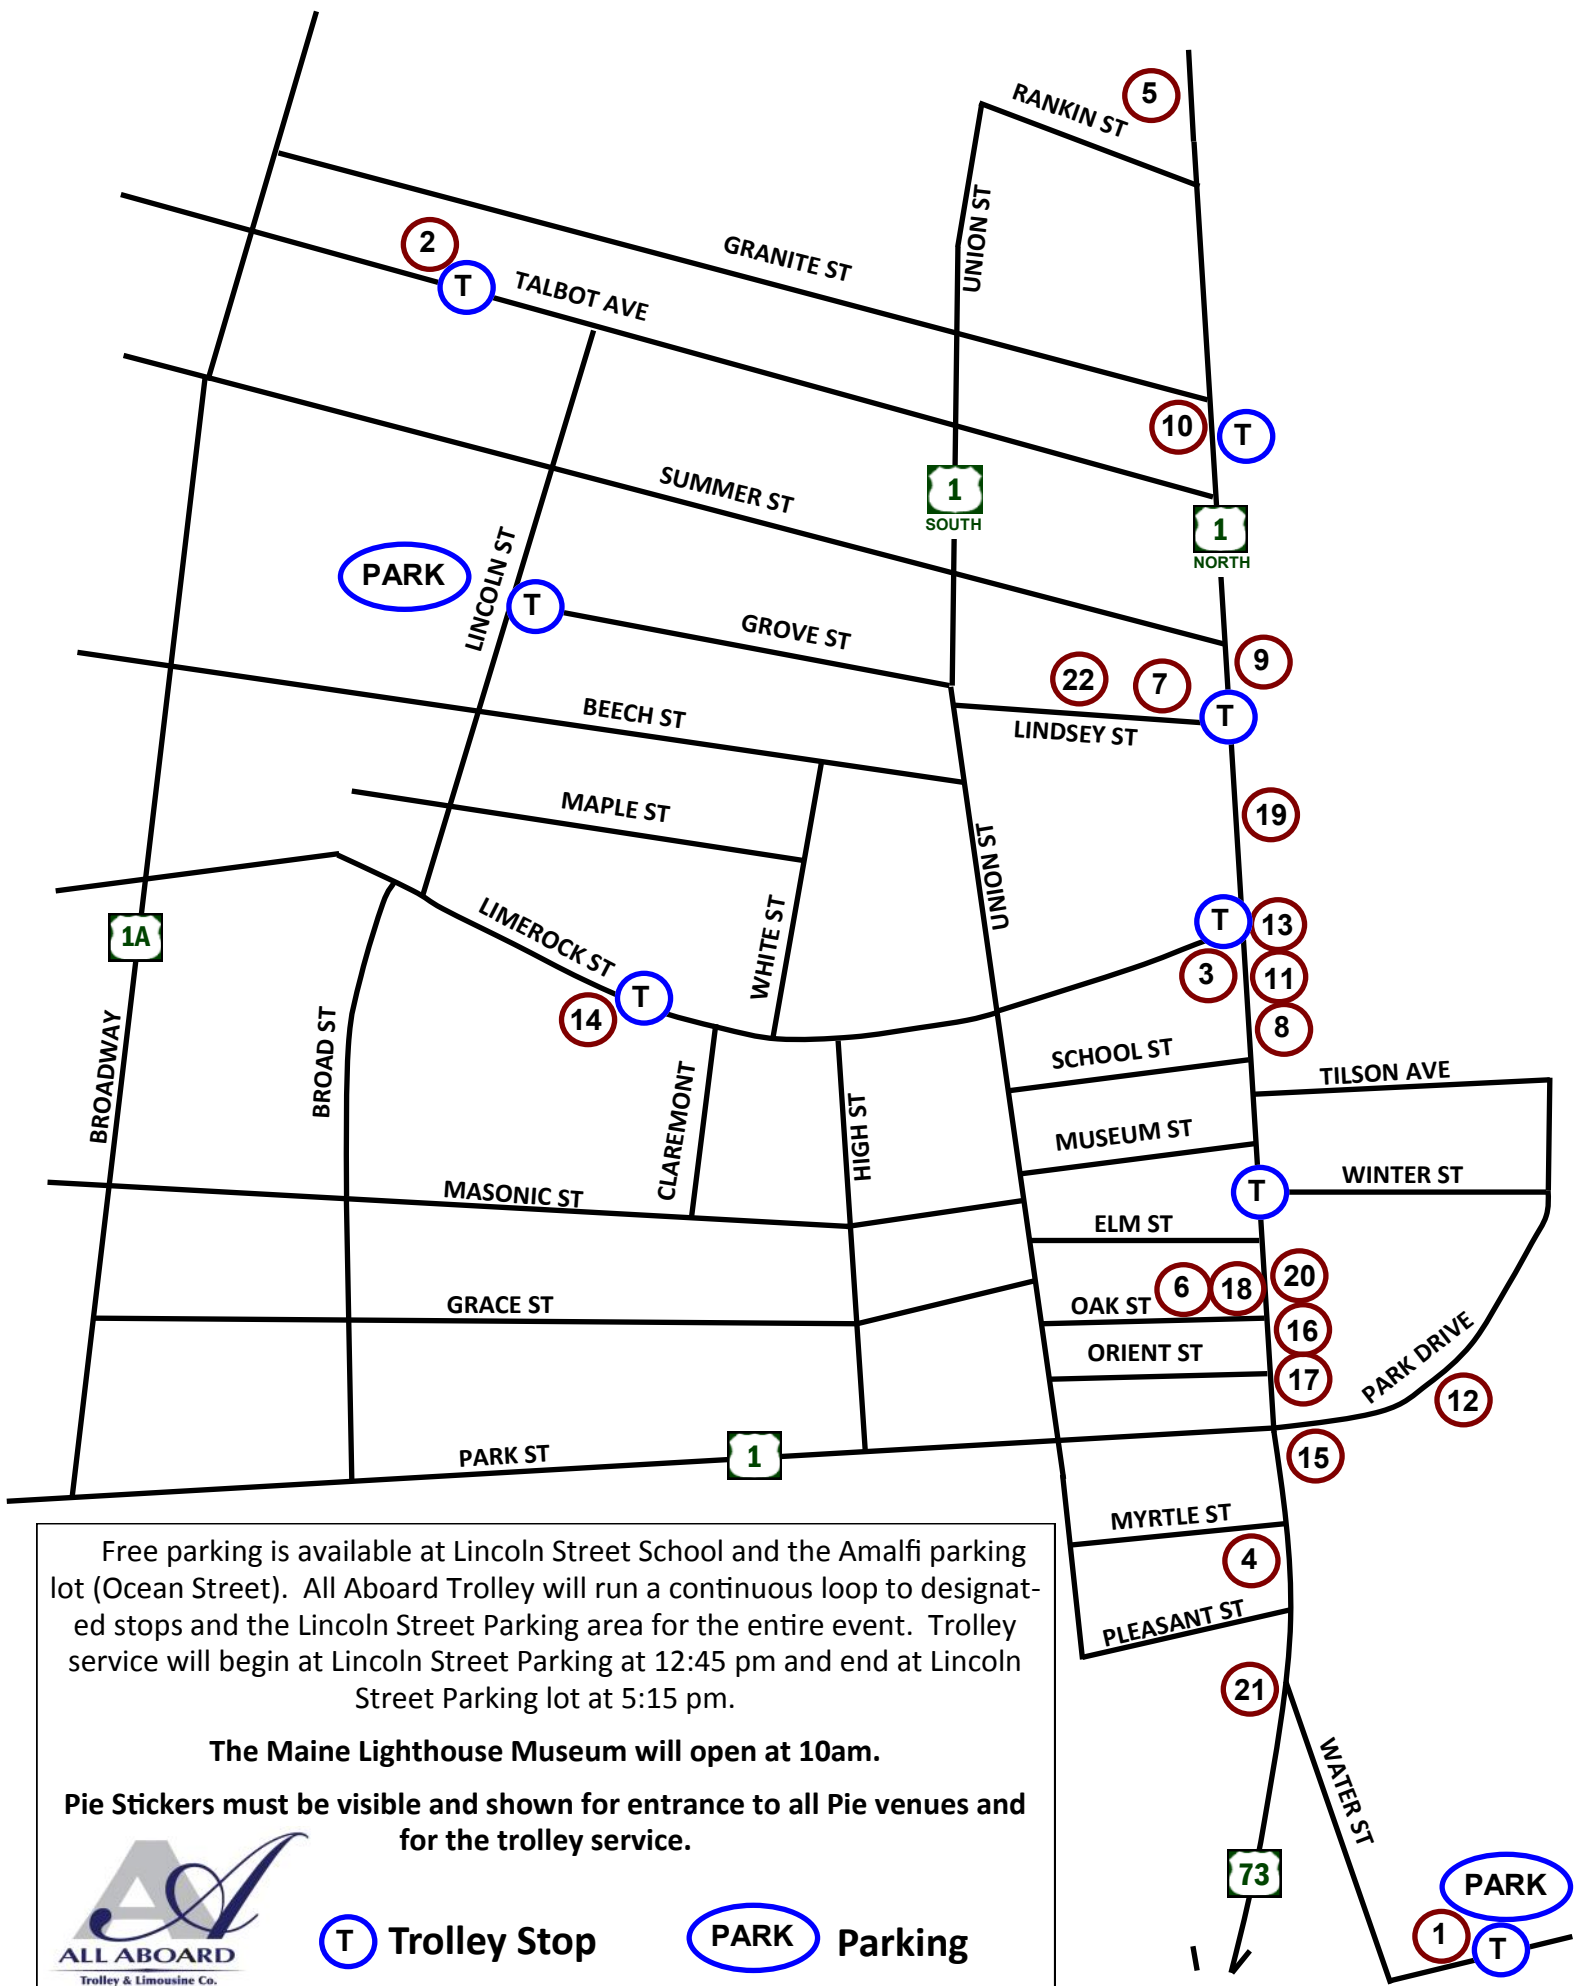 RANKIN ST
5
UNION ST
2
T
GRANITE ST
TALBOT AVE
10
T
SUMMER ST
1
SOUTH
1
NORTH
PARK
LINCOLN ST
T
GROVE ST
9
22
7
T
LINDSEY ST
BEECH ST
MAPLE ST
19
UNION ST
LIMEROCK ST
WHITE ST
T
13
3
11
8
1A
14
T
BROADWAY
BROAD ST
CLAREMONT
HIGH ST
SCHOOL ST
TILSON AVE
MUSEUM ST
MASONIC ST
T
WINTER ST
ELM ST
GRACE ST
OAK ST
6
18
20
16
ORIENT ST
17
PARK DRIVE
12
PARK ST
1
15
MYRTLE ST
4
PLEASANT ST
21
WATER ST
73
PARK
1
T
Free parking is available at Lincoln Street School and the Amalfi parking
lot (Ocean Street). All Aboard Trolley will run a continuous loop to designat-
ed stops and the Lincoln Street Parking area for the entire event. Trolley
service will begin at Lincoln Street Parking at 12:45 pm and end at Lincoln
Street Parking lot at 5:15 pm.
The Maine Lighthouse Museum will open at 10am.
Pie Stickers must be visible and shown for entrance to all Pie venues and
for the trolley service.
AA
ALL ABOARD
Trolley & Limousine Co.
T Trolley Stop
PARK Parking